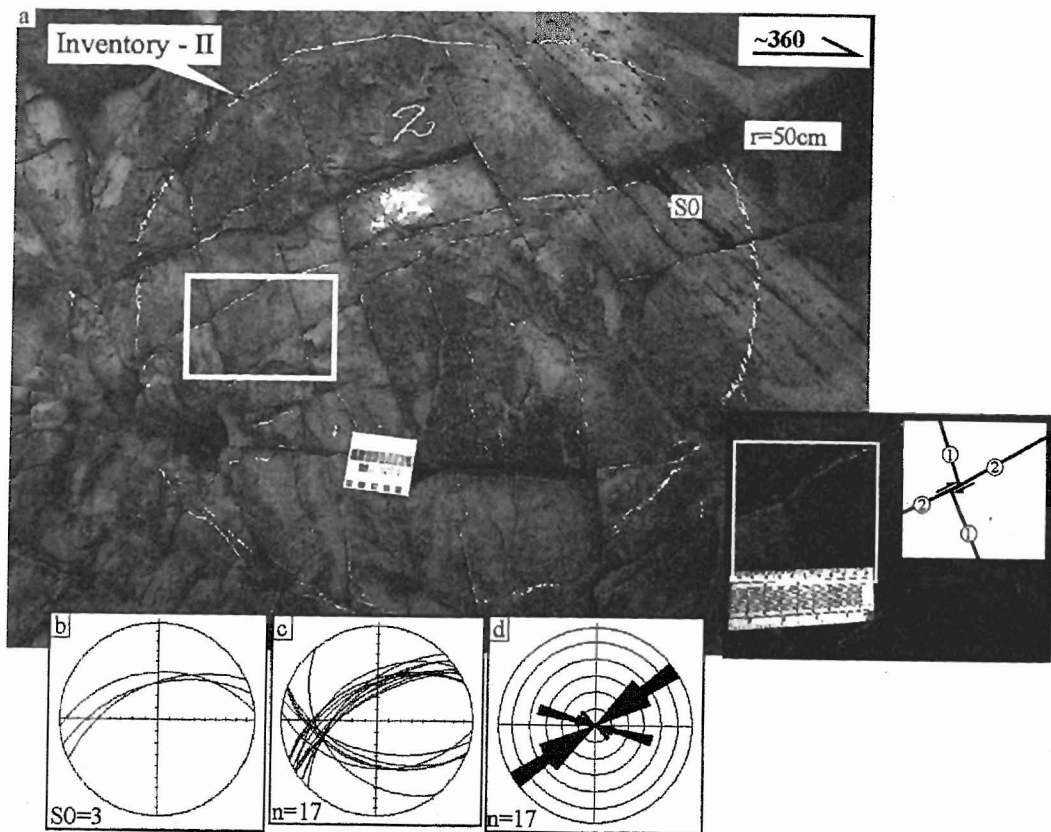 a
Inventory - II
~360
2
r=50cm
S0
1
2
2
1
b
S0=3
c
n=17
d
n=17